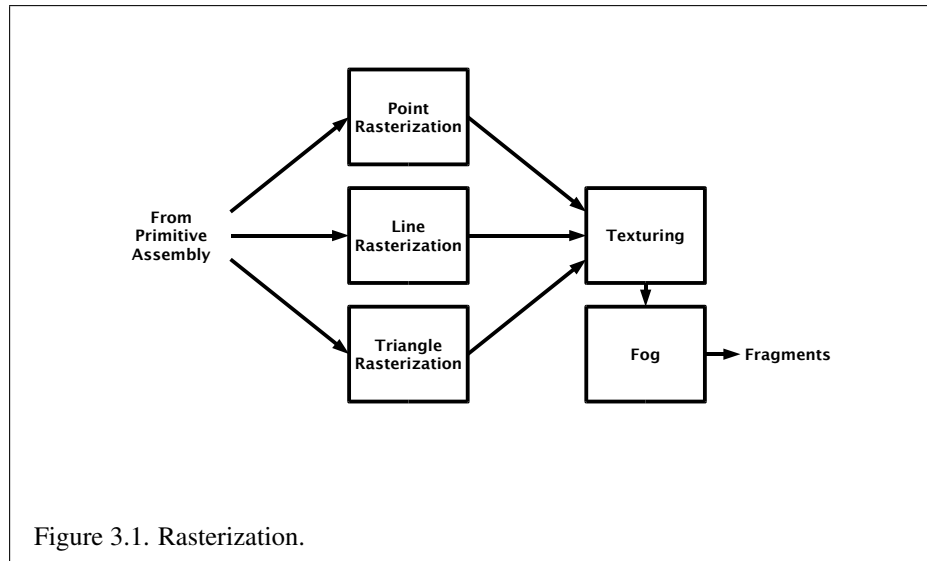 Point
Rasterization
From
Primitive
Assembly
Line
Rasterization
Texturing
Triangle
Rasterization
Fog
Fragments
Figure 3.1. Rasterization.